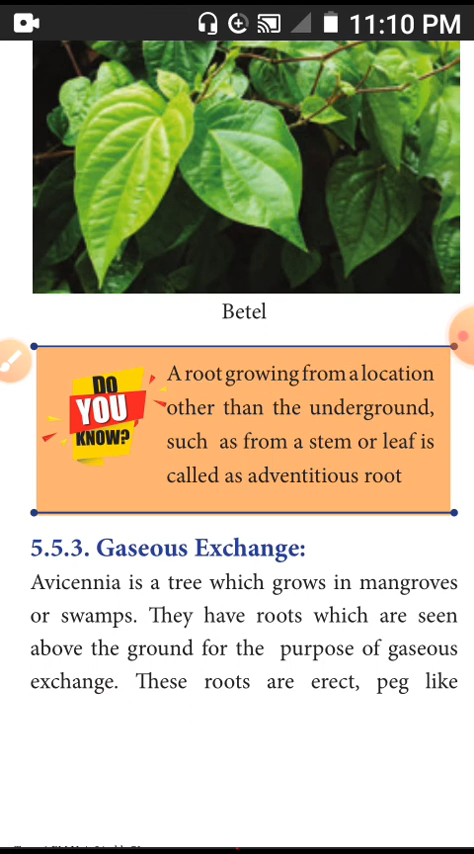 11:10 PM
Betel
DO
YOU
KNOW?
A root growing from a location
other than the underground,
such as from a stem or leaf is
called as adventitious root
5.5.3. Gaseous Exchange:
Avicennia is a tree which grows in mangroves
or swamps. They have roots which are seen
above the ground for the purpose of gaseous
exchange. These roots are erect, peg like